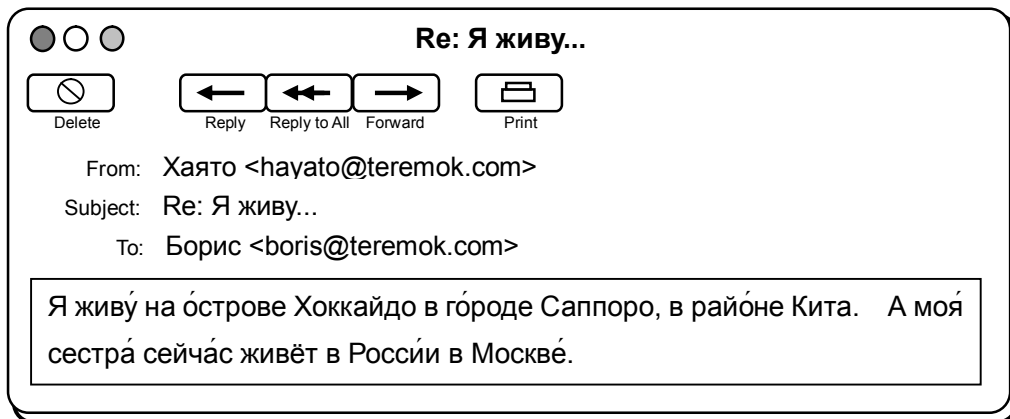 Re: Я живу...
Delete Reply Reply to All Forward Print
From: Хаято <hayato@teremok.com>
Subject: Re: Я живу...
To: Борис <boris@teremok.com>
Я живу́ на о́строве Хоккайдо в го́роде Саппоро, в райо́не Кита. А моя́
сестра́ сейча́с живёт в Росси́и в Москве́.